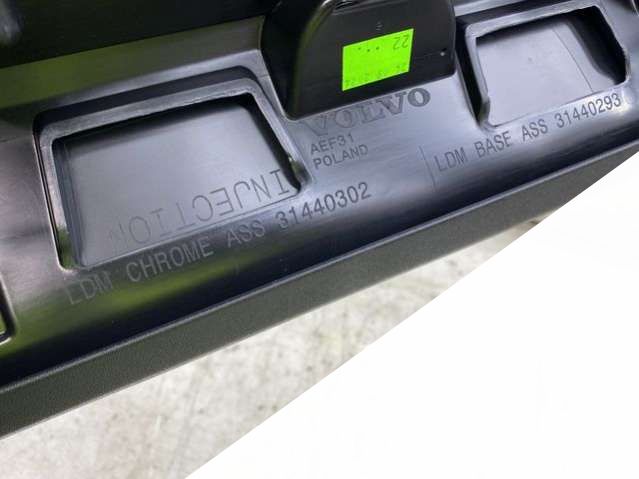 22 ...
VOLVO
AEF31
POLAND
LDM BASE ASS 31440293
INJECTION
LDM CHROME ASS 31440302